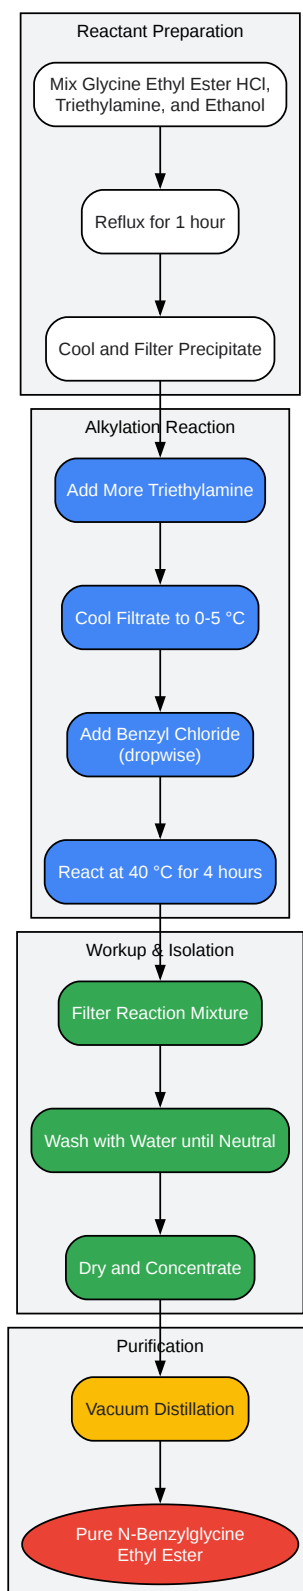 Reactant Preparation
Mix Glycine Ethyl Ester HCl,
Triethylamine, and Ethanol
Reflux for 1 hour
Cool and Filter Precipitate
Alkylation Reaction
Add More Triethylamine
Cool Filtrate to 0-5 °C
Add Benzyl Chloride
(dropwise)
React at 40 °C for 4 hours
Workup & Isolation
Filter Reaction Mixture
Wash with Water until Neutral
Dry and Concentrate
Purification
Vacuum Distillation
Pure N-Benzylglycine
Ethyl Ester